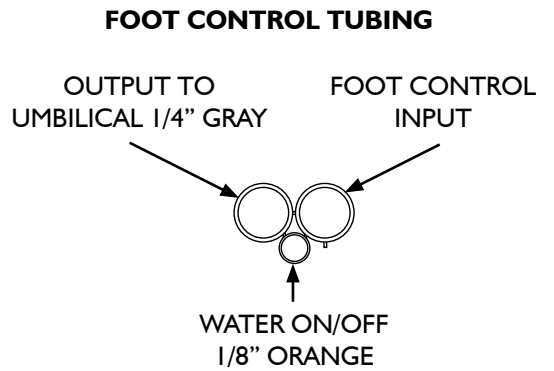 FOOT CONTROL TUBING
OUTPUT TO
UMBILICAL 1/4” GRAY
FOOT CONTROL
INPUT
WATER ON/OFF
1/8” ORANGE